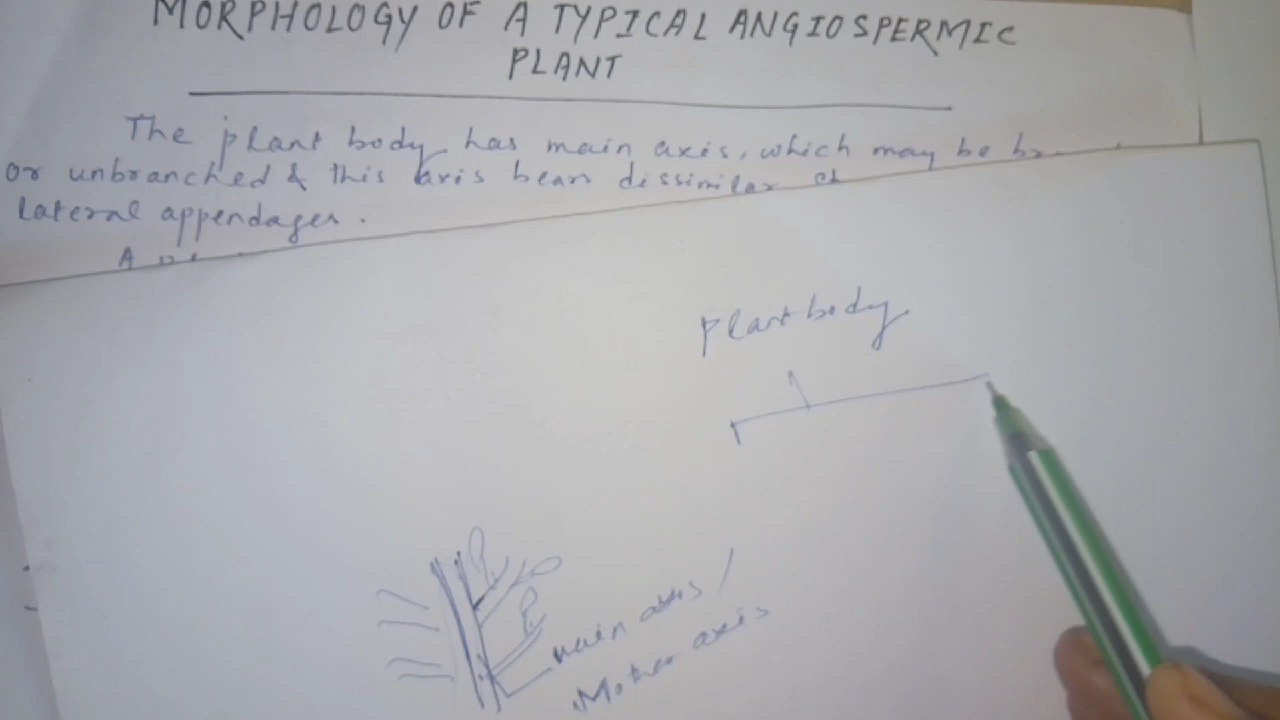 MORPHOLOGY OF A TYPICAL ANGIOSPERMIC
PLANT
The plant body has main axis, which may be
or unbranched & this axis bears dissimilar
lateral appendages.
A
plant body
main axis /
Mother axis